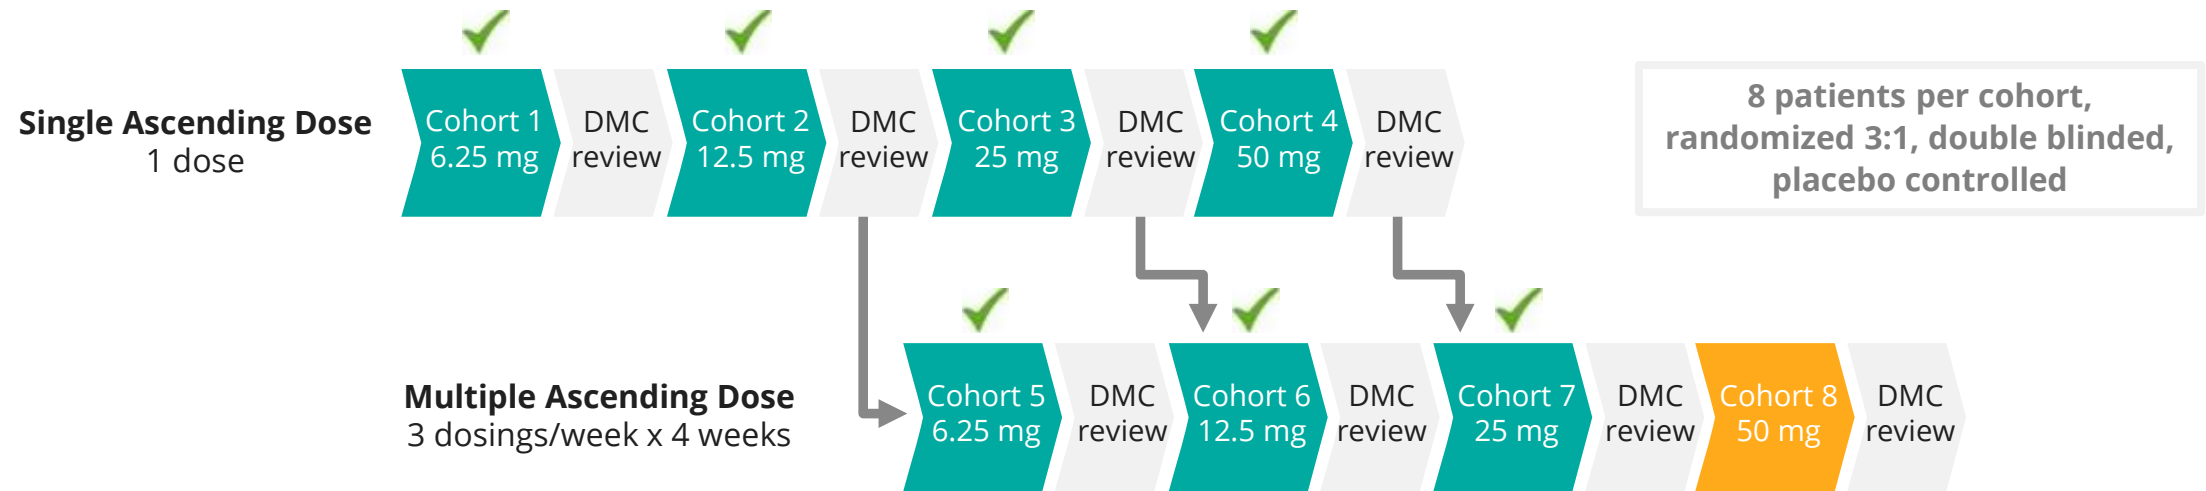 Single Ascending Dose
1 dose
Cohort 1
6.25 mg
DMC
review
Cohort 2
12.5 mg
DMC
review
Cohort 3
25 mg
DMC
review
Cohort 4
50 mg
DMC
review
8 patients per cohort,
randomized 3:1, double blinded,
placebo controlled
Multiple Ascending Dose
3 dosings/week x 4 weeks
Cohort 5
6.25 mg
DMC
review
Cohort 6
12.5 mg
DMC
review
Cohort 7
25 mg
DMC
review
Cohort 8
50 mg
DMC
review